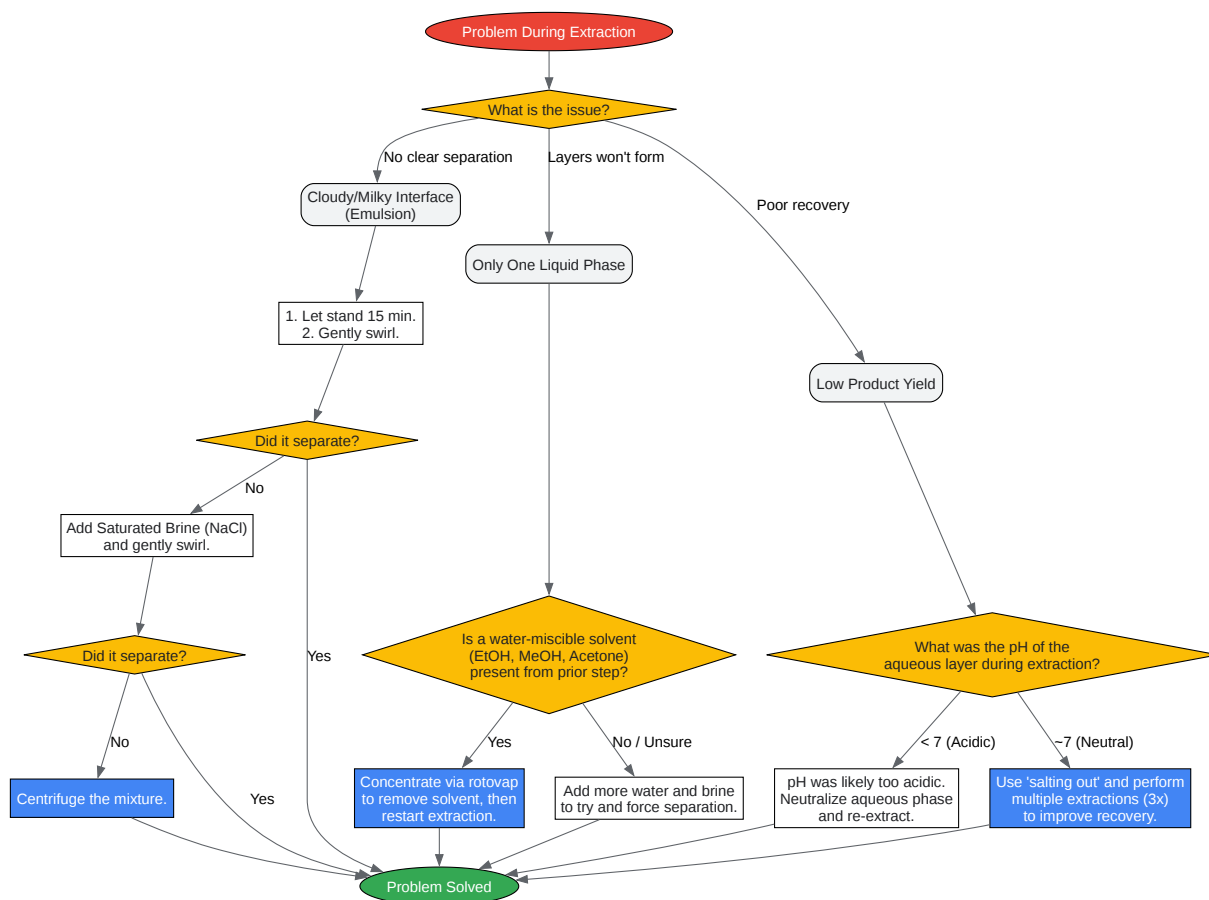 Problem During Extraction
What is the issue?
No clear separation
Layers won't form
Poor recovery
Cloudy/Milky Interface
(Emulsion)
Only One Liquid Phase
1. Let stand 15 min.
2. Gently swirl.
Low Product Yield
Did it separate?
No
Yes
Add Saturated Brine (NaCl)
and gently swirl.
Did it separate?
No
Yes
Is a water-miscible solvent
(EtOH, MeOH, Acetone)
present from prior step?
What was the pH of the
aqueous layer during extraction?
Yes
No / Unsure
< 7 (Acidic)
~7 (Neutral)
Centrifuge the mixture.
Concentrate via rotovap
to remove solvent, then
restart extraction.
Add more water and brine
to try and force separation.
pH was likely too acidic.
Neutralize aqueous phase
and re-extract.
Use 'salting out' and perform
multiple extractions (3x)
to improve recovery.
Problem Solved